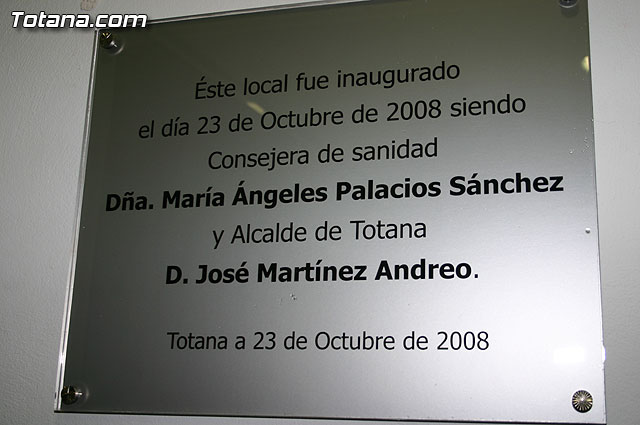 Totana.com
Éste local fue inaugurado
el día 23 de Octubre de 2008 siendo
Consejera de sanidad
Dña. María Ángeles Palacios Sánchez
y Alcalde de Totana
D. José Martínez Andreo.
Totana a 23 de Octubre de 2008